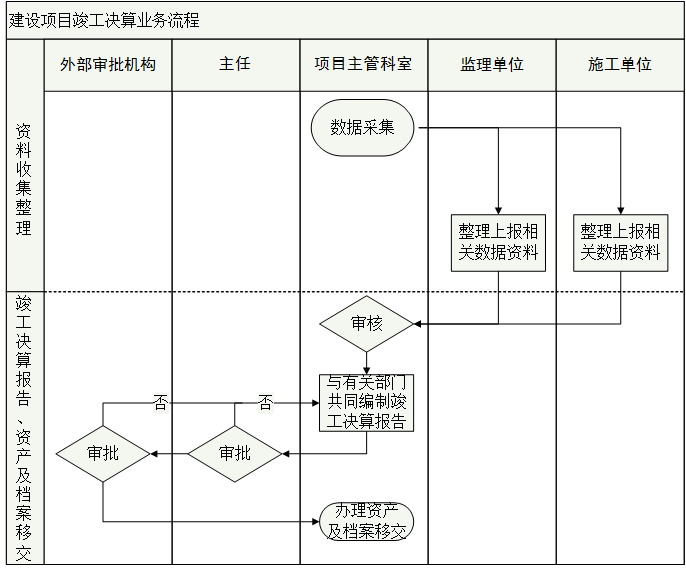 建设项目竣工决算业务流程
外部审批机构
主任
项目主管科室
监理单位
施工单位
资料收集整理
数据采集
整理上报相
关数据资料
整理上报相
关数据资料
竣工决算报告、资产及档案移交
审核
与有关部门
共同编制竣
工决算报告
否
否
审批
审批
办理资产
及档案移交